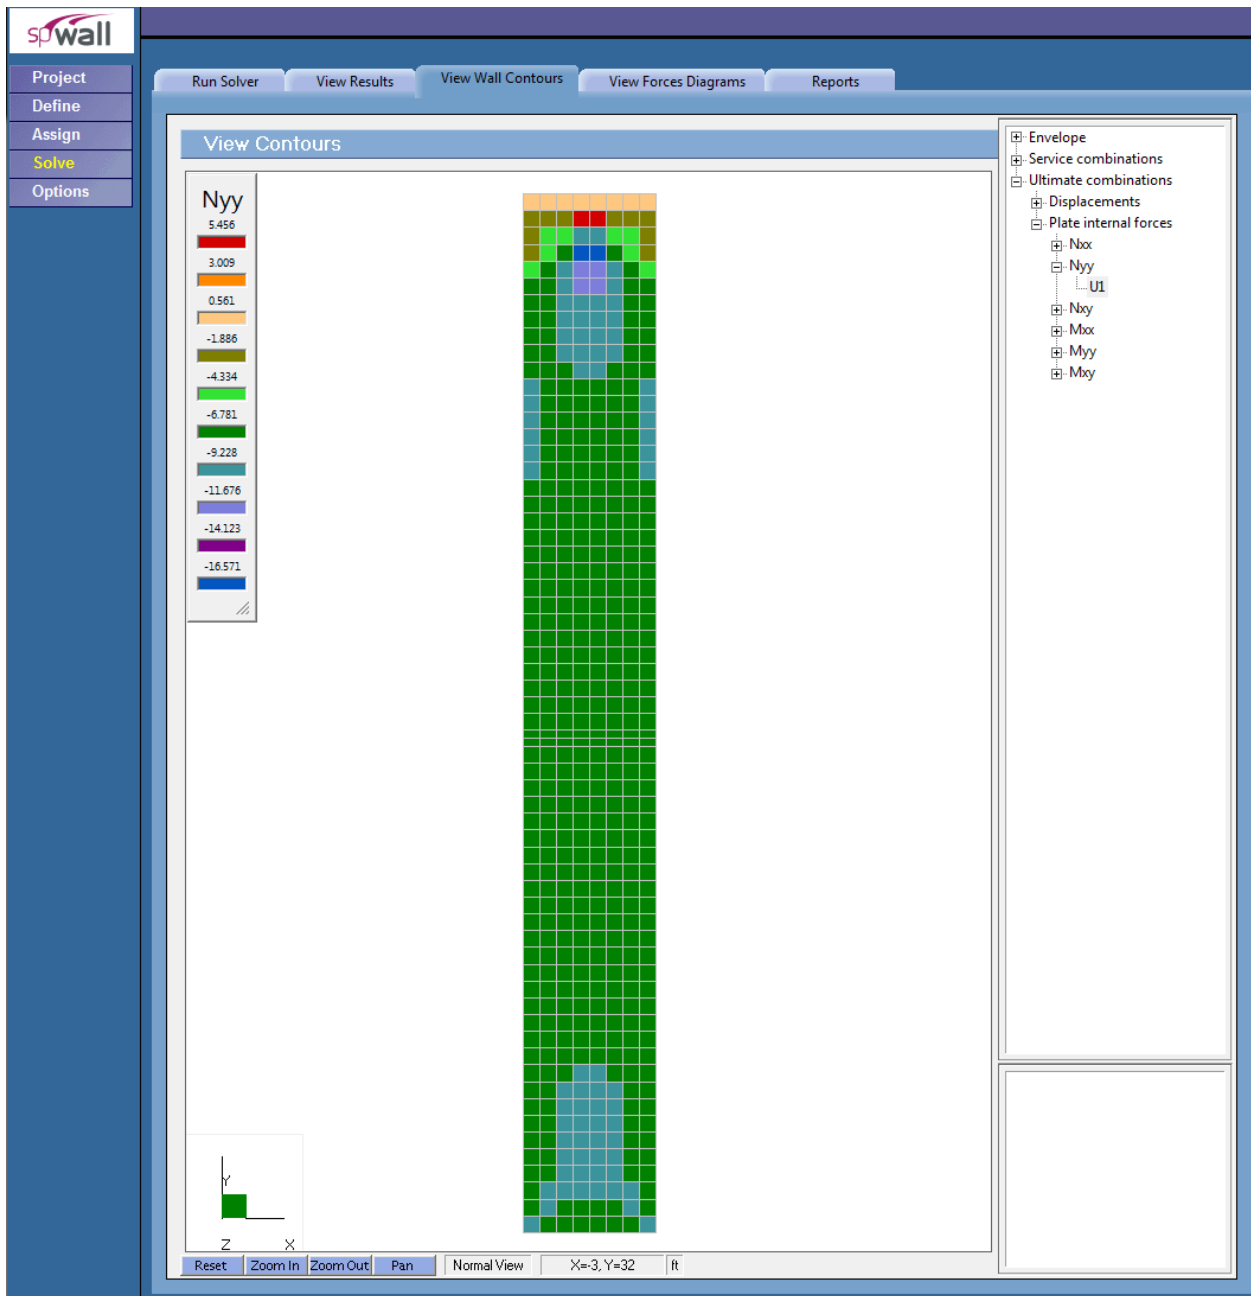 spwall
Project
Define
Assign
Solve
Options
Run Solver
View Results
View Wall Contours
View Forces Diagrams
Reports
View Contours
Nyy
5.456
3.009
0.561
-1.886
-4.334
-6.781
-9.228
-11.676
-14.123
-16.571
Envelope
Service combinations
Ultimate combinations
Displacements
Plate internal forces
Nxx
Nyy
U1
Nxy
Mxx
Myy
Mxy
Y
Z X
Reset Zoom In Zoom Out Pan Normal View X=-3, Y=32 ft